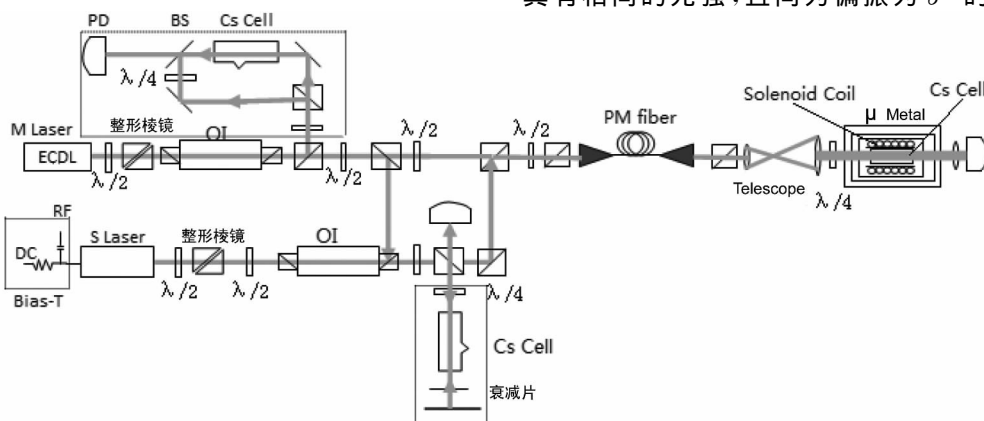 PD
BS
Cs Cell
λ/4
整形棱镜
OI
M Laser
ECDL
λ/2
λ/2
λ/2
λ/2
PM fiber
Telescope
λ/4
Solenoid Coil
μ Metal
Cs Cell
RF
DC
Bias-T
S Laser
整形棱镜
OI
λ/2
λ/2
λ/4
Cs Cell
衰减片